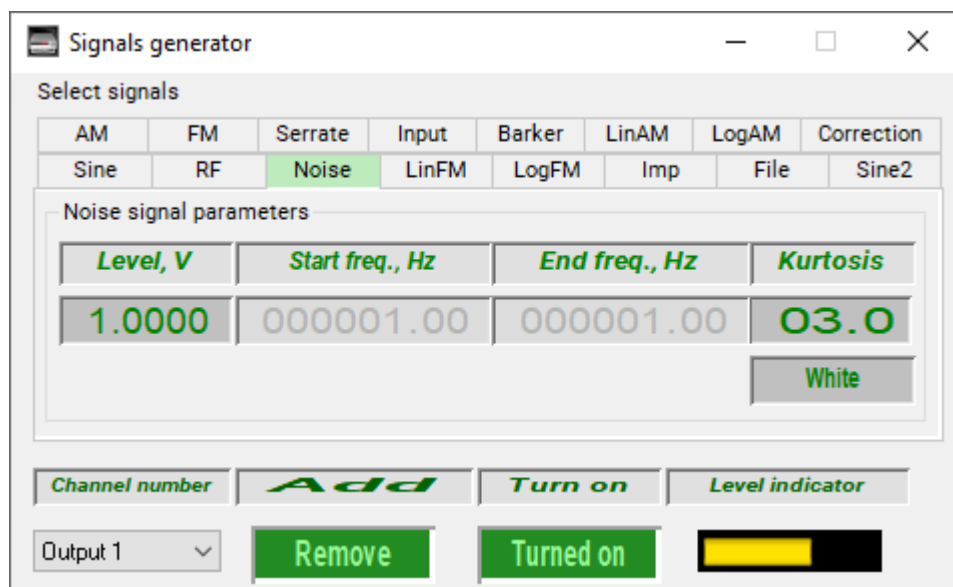 Signals generator
Select signals
AM FM Serrate Input Barker LinAM LogAM Correction
Sine RF Noise LinFM LogFM Imp File Sine2
Noise signal parameters
Level, V Start freq., Hz End freq., Hz Kurtosis
1.0000 000001.00 000001.00 03.0
White
Channel number Add Turn on Level indicator
Output 1 Remove Turned on